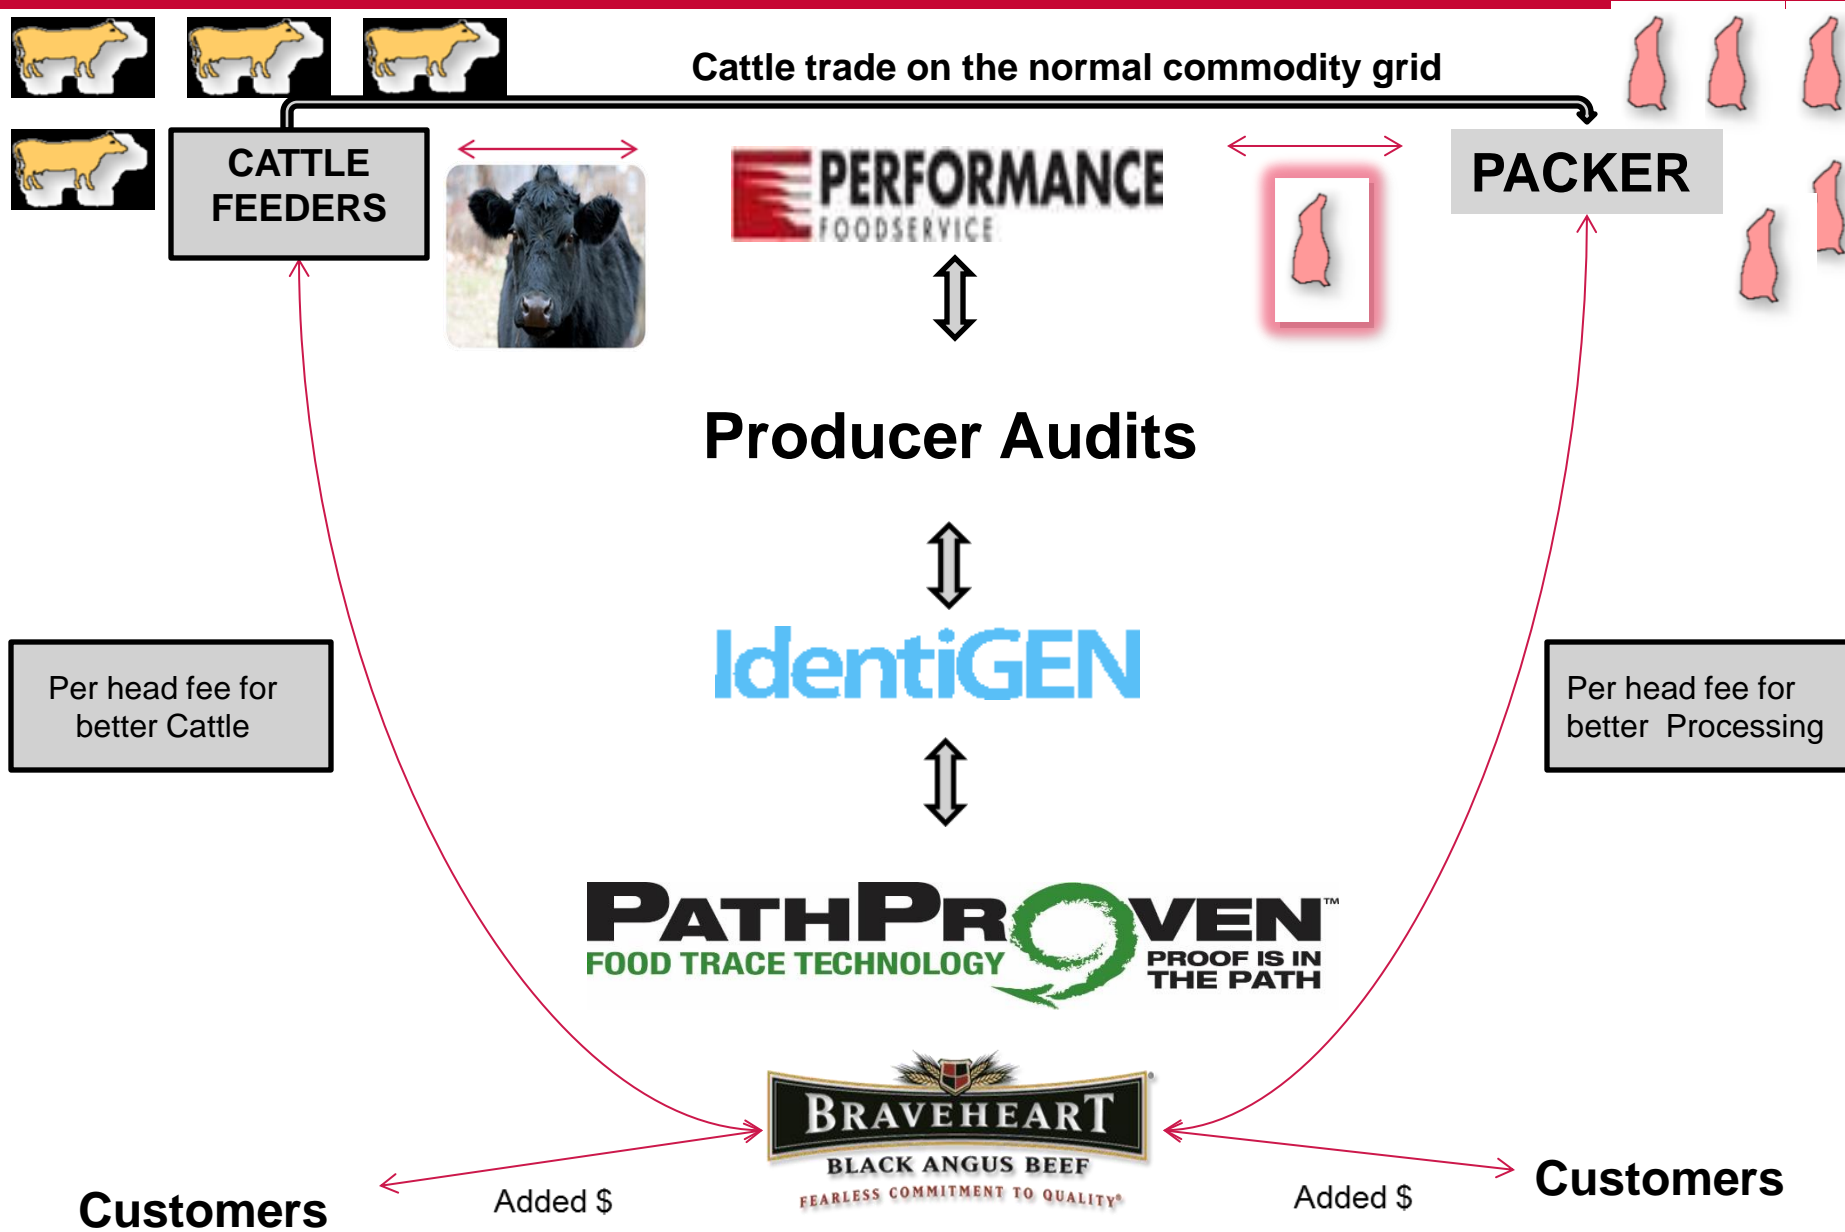 Cattle trade on the normal commodity grid
CATTLE
FEEDERS
PERFORMANCE
FOODSERVICE
PACKER
Producer Audits
IdentiGEN
Per head fee for
better Cattle
Per head fee for
better Processing
PATHPROVEN™
FOOD TRACE TECHNOLOGY
PROOF IS IN
THE PATH
BRAVEHEART®
BLACK ANGUS BEEF
FEARLESS COMMITMENT TO QUALITY®
Customers
Added $
Added $
Customers